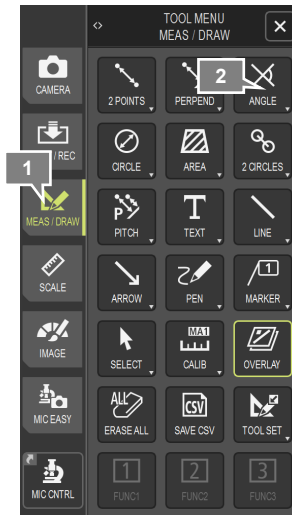 TOOL MENU
MEAS / DRAW
CAMERA
2 POINTS
PERPEND
2
ANGLE
/ REC
CIRCLE
AREA
2 CIRCLES
1
MEAS / DRAW
P
PITCH
T
TEXT
LINE
SCALE
ARROW
PEN
1
MARKER
IMAGE
SELECT
MA1
CALIB
OVERLAY
MIC EASY
ALL
ERASE ALL
CSV
SAVE CSV
TOOL SET
MIC CNTRL
1
FUNC1
2
FUNC2
3
FUNC3